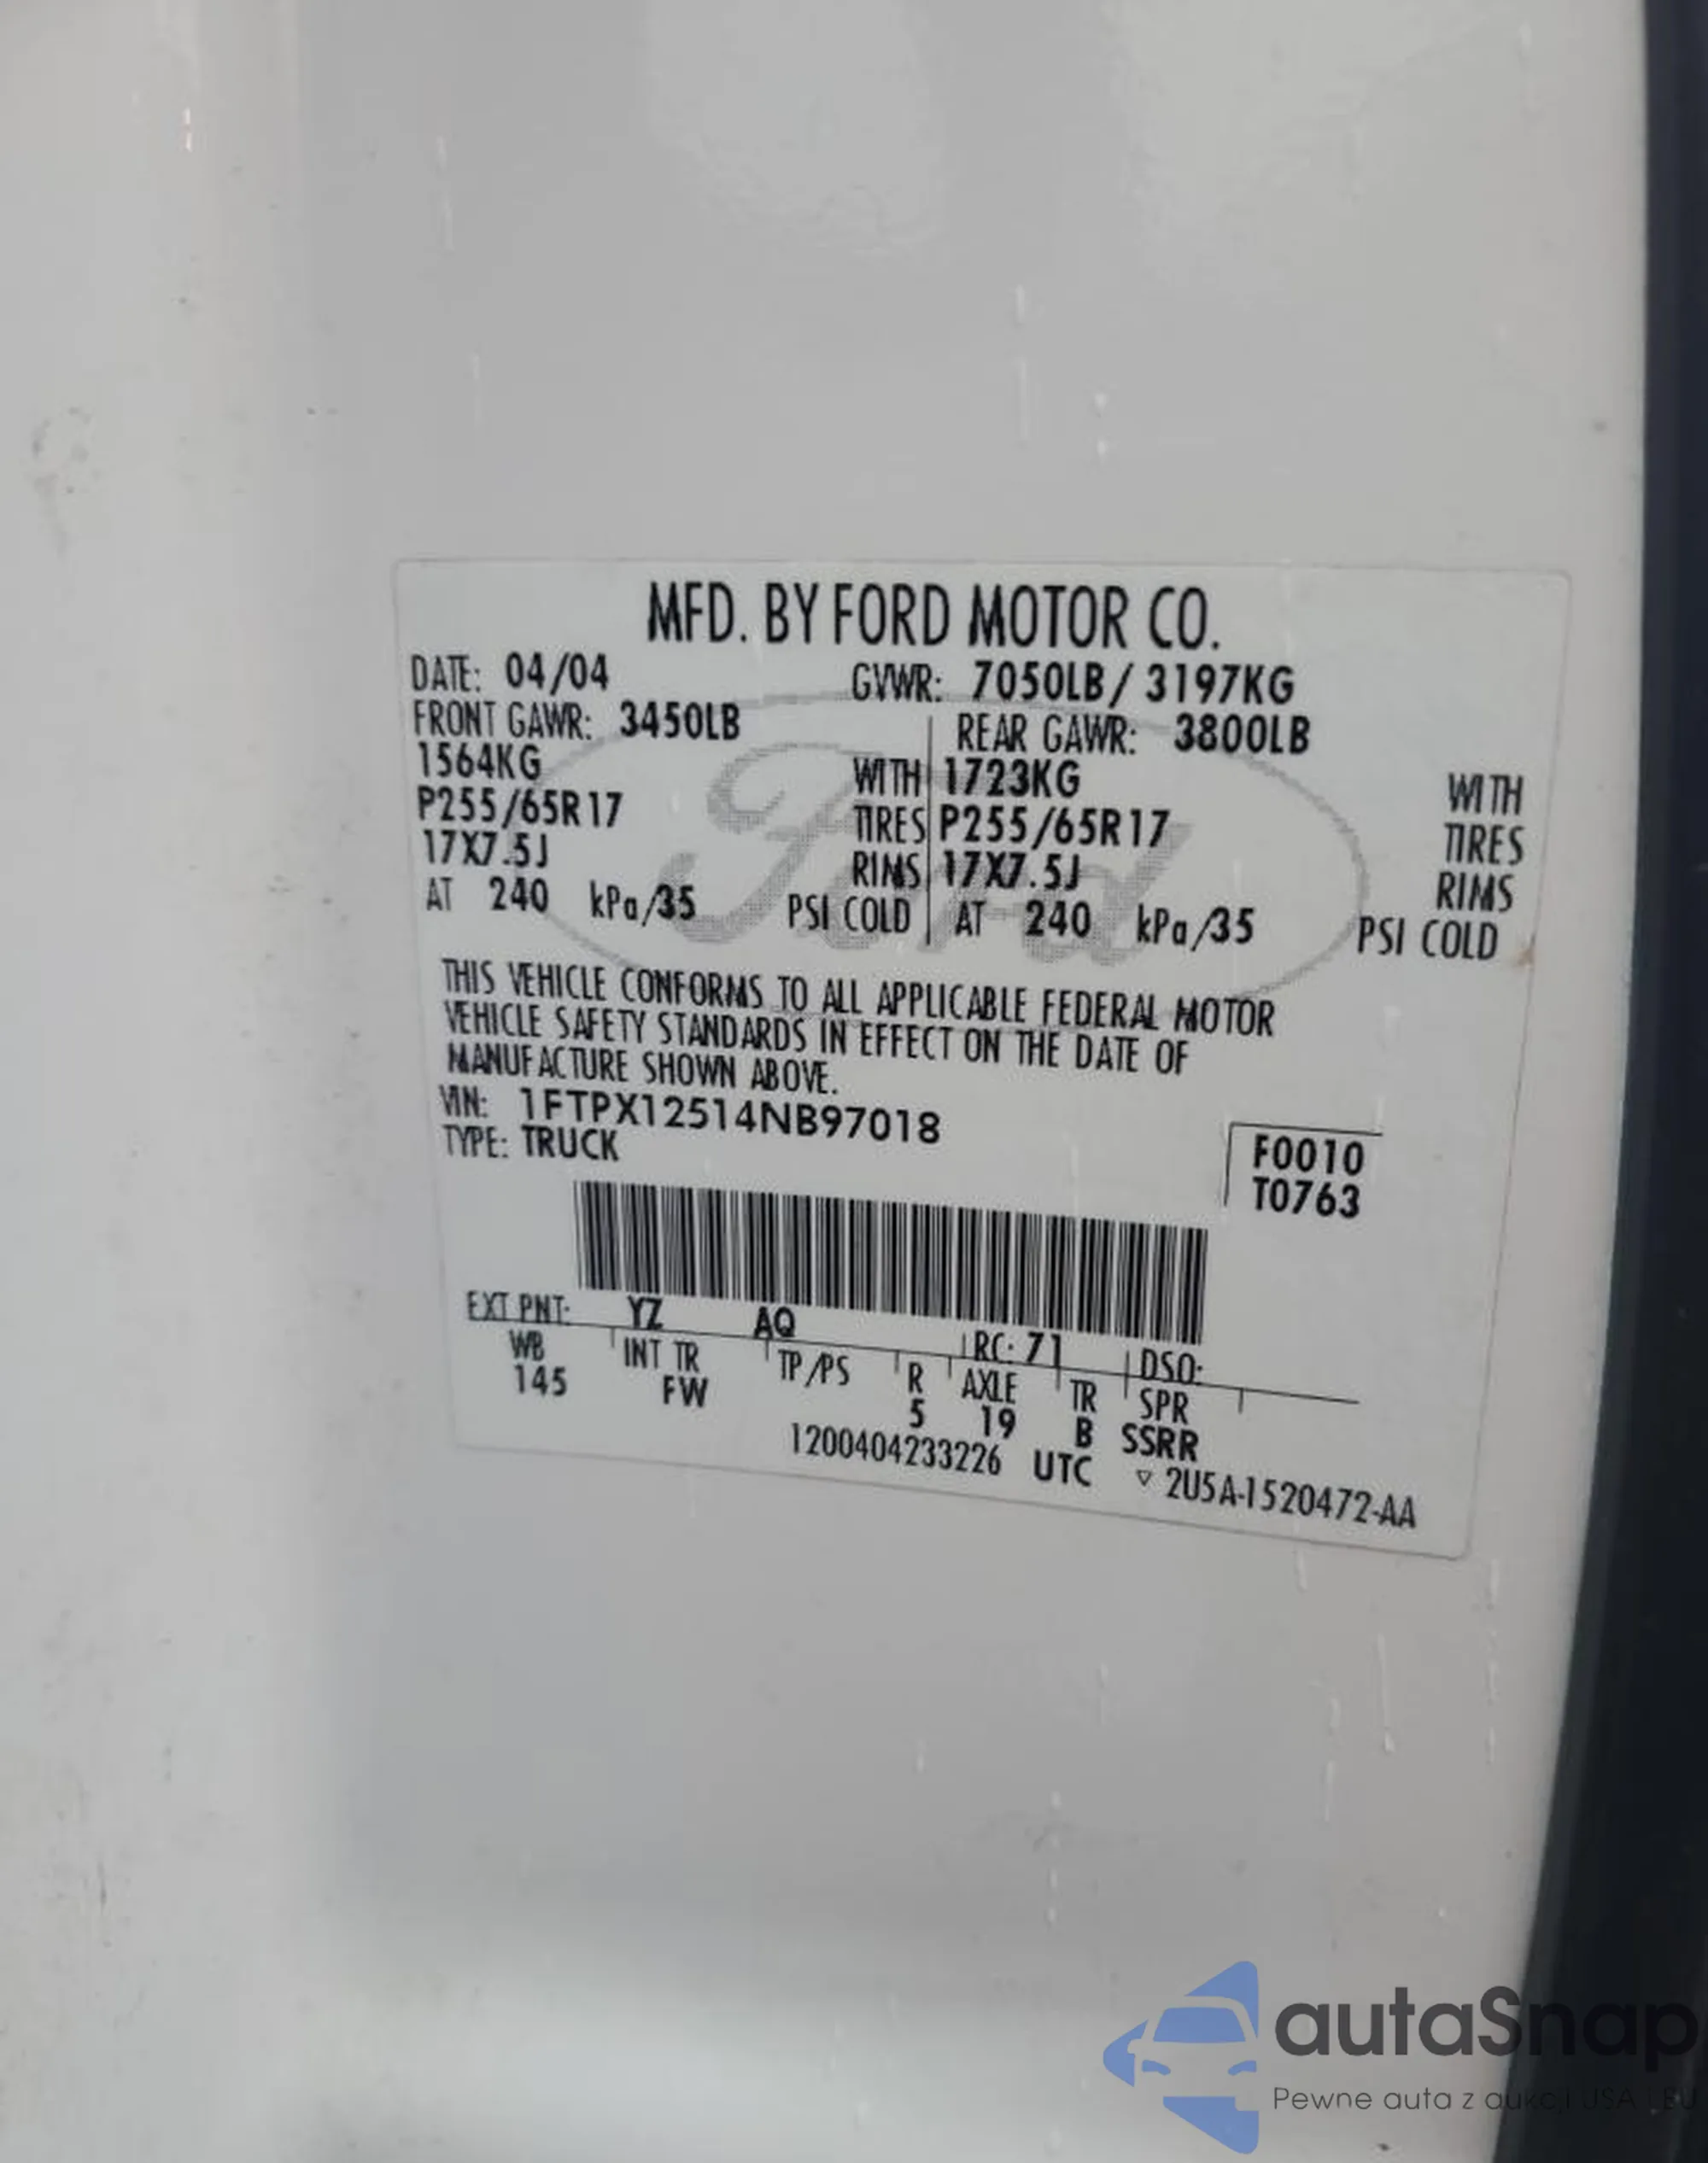 MFD. BY FORD MOTOR CO.
DATE: 04/04 GVWR: 7050LB / 3197KG
FRONT GAWR: 3450LB REAR GAWR: 3800LB
1564KG WITH 1723KG WITH
P255/65R17 TIRES P255/65R17 TIRES
17X7.5J RIMS 17X7.5J RIMS
AT 240 kPa/35 PSI COLD AT 240 kPa/35 PSI COLD
Ford
THIS VEHICLE CONFORMS TO ALL APPLICABLE FEDERAL MOTOR
VEHICLE SAFETY STANDARDS IN EFFECT ON THE DATE OF
MANUFACTURE SHOWN ABOVE.
VIN: 1FTPX12514NB97018
TYPE: TRUCK
F0010
T0763
EXT PNT: YZ AQ RC: 71 DSO:
WB INT TR TP/PS R AXLE TR SPR
145 FW 5 19 B SSRR
1200404233226 UTC ▿ 2U5A-1520472-AA
autaSnap
Pewne auta z aukcji USA i EU